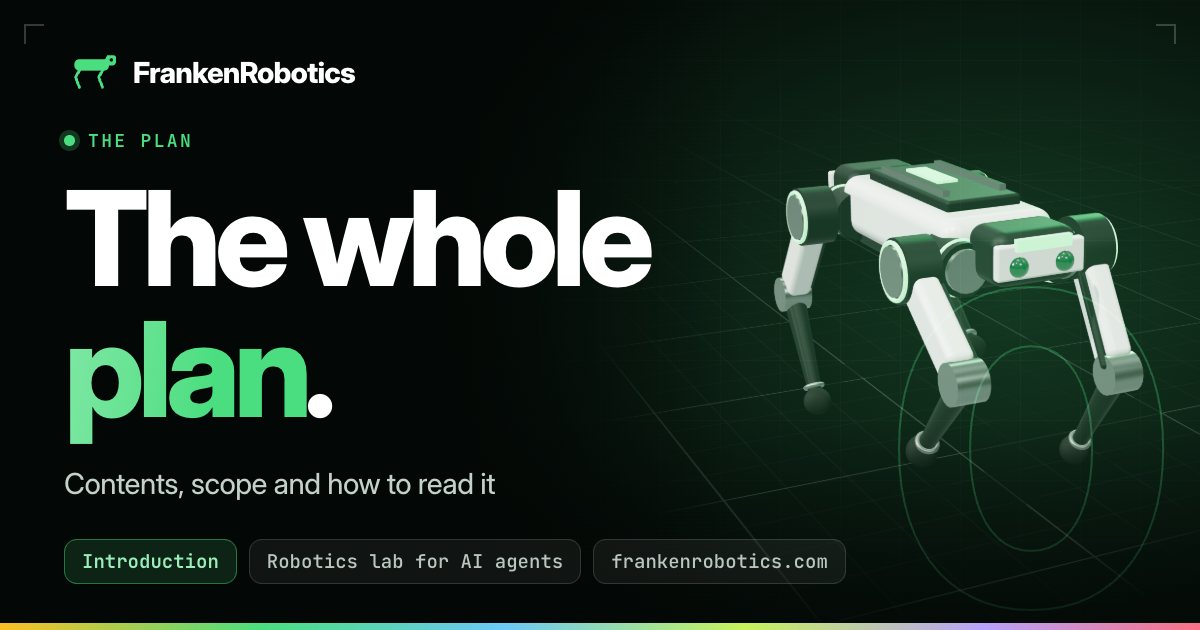 FrankenRobotics
THE PLAN
The whole
plan.
Contents, scope and how to read it
Introduction
Robotics lab for AI agents
frankenrobotics.com